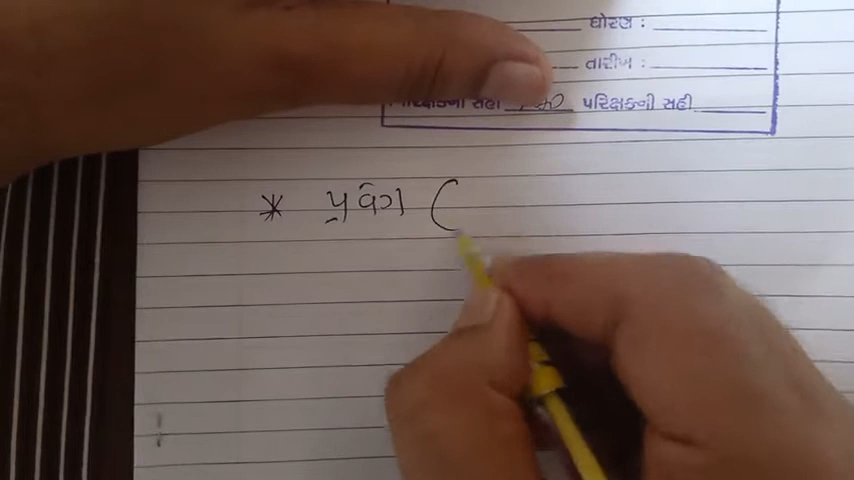 ધોરણ :
તારીખ :
પરિક્ષકની સહી
* પ્રવેગ (